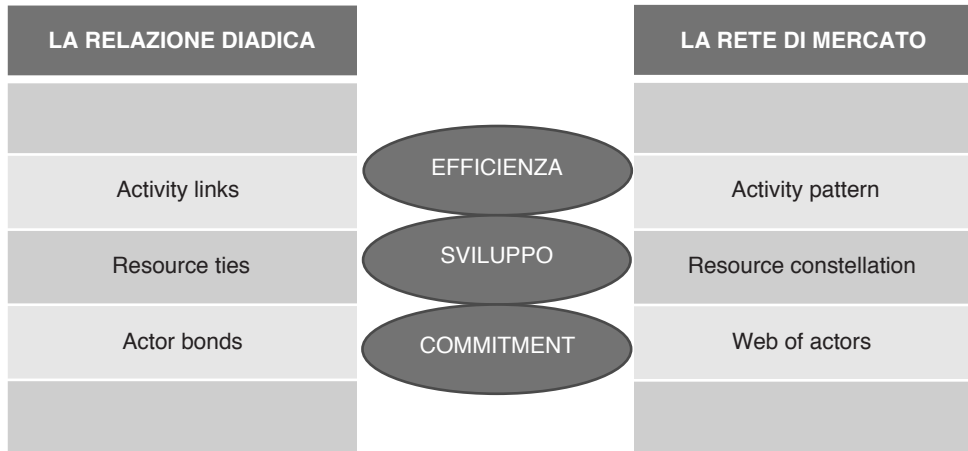 LA RELAZIONE DIADICA
LA RETE DI MERCATO
EFFICIENZA
Activity links
Activity pattern
SVILUPPO
Resource ties
Resource constellation
COMMITMENT
Actor bonds
Web of actors